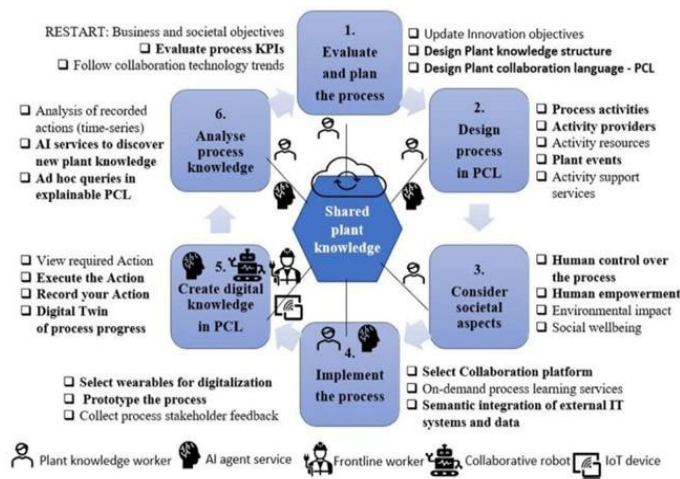 RESTART: Business and societal objectives
❑ Evaluate process KPIs
❑ Follow collaboration technology trends
1.
Evaluate
and plan
the process
❑ Update Innovation objectives
❑ Design Plant knowledge structure
❑ Design Plant collaboration language - PCL
2.
Design
process
in PCL
❑ Process activities
❑ Activity providers
❑ Activity resources
❑ Plant events
❑ Activity support
services
3.
Consider
societal
aspects
❑ Human control over
the process
❑ Human empowerment
❑ Environmental impact
❑ Social wellbeing
4.
Implement
the process
❑ Select Collaboration platform
❑ On-demand process learning services
❑ Semantic integration of external IT
systems and data
❑ Select wearables for digitalization
❑ Prototype the process
❑ Collect process stakeholder feedback
5.
Create digital
knowledge
in PCL
❑ View required Action
❑ Execute the Action
❑ Record your Action
❑ Digital Twin
of process progress
6.
Analyse
process
knowledge
❑ Analysis of recorded
actions (time-series)
❑ AI services to discover
new plant knowledge
❑ Ad hoc queries in
explainable PCL
Shared
plant
knowledge
Plant knowledge worker
AI agent service
Frontline worker
Collaborative robot
IoT device